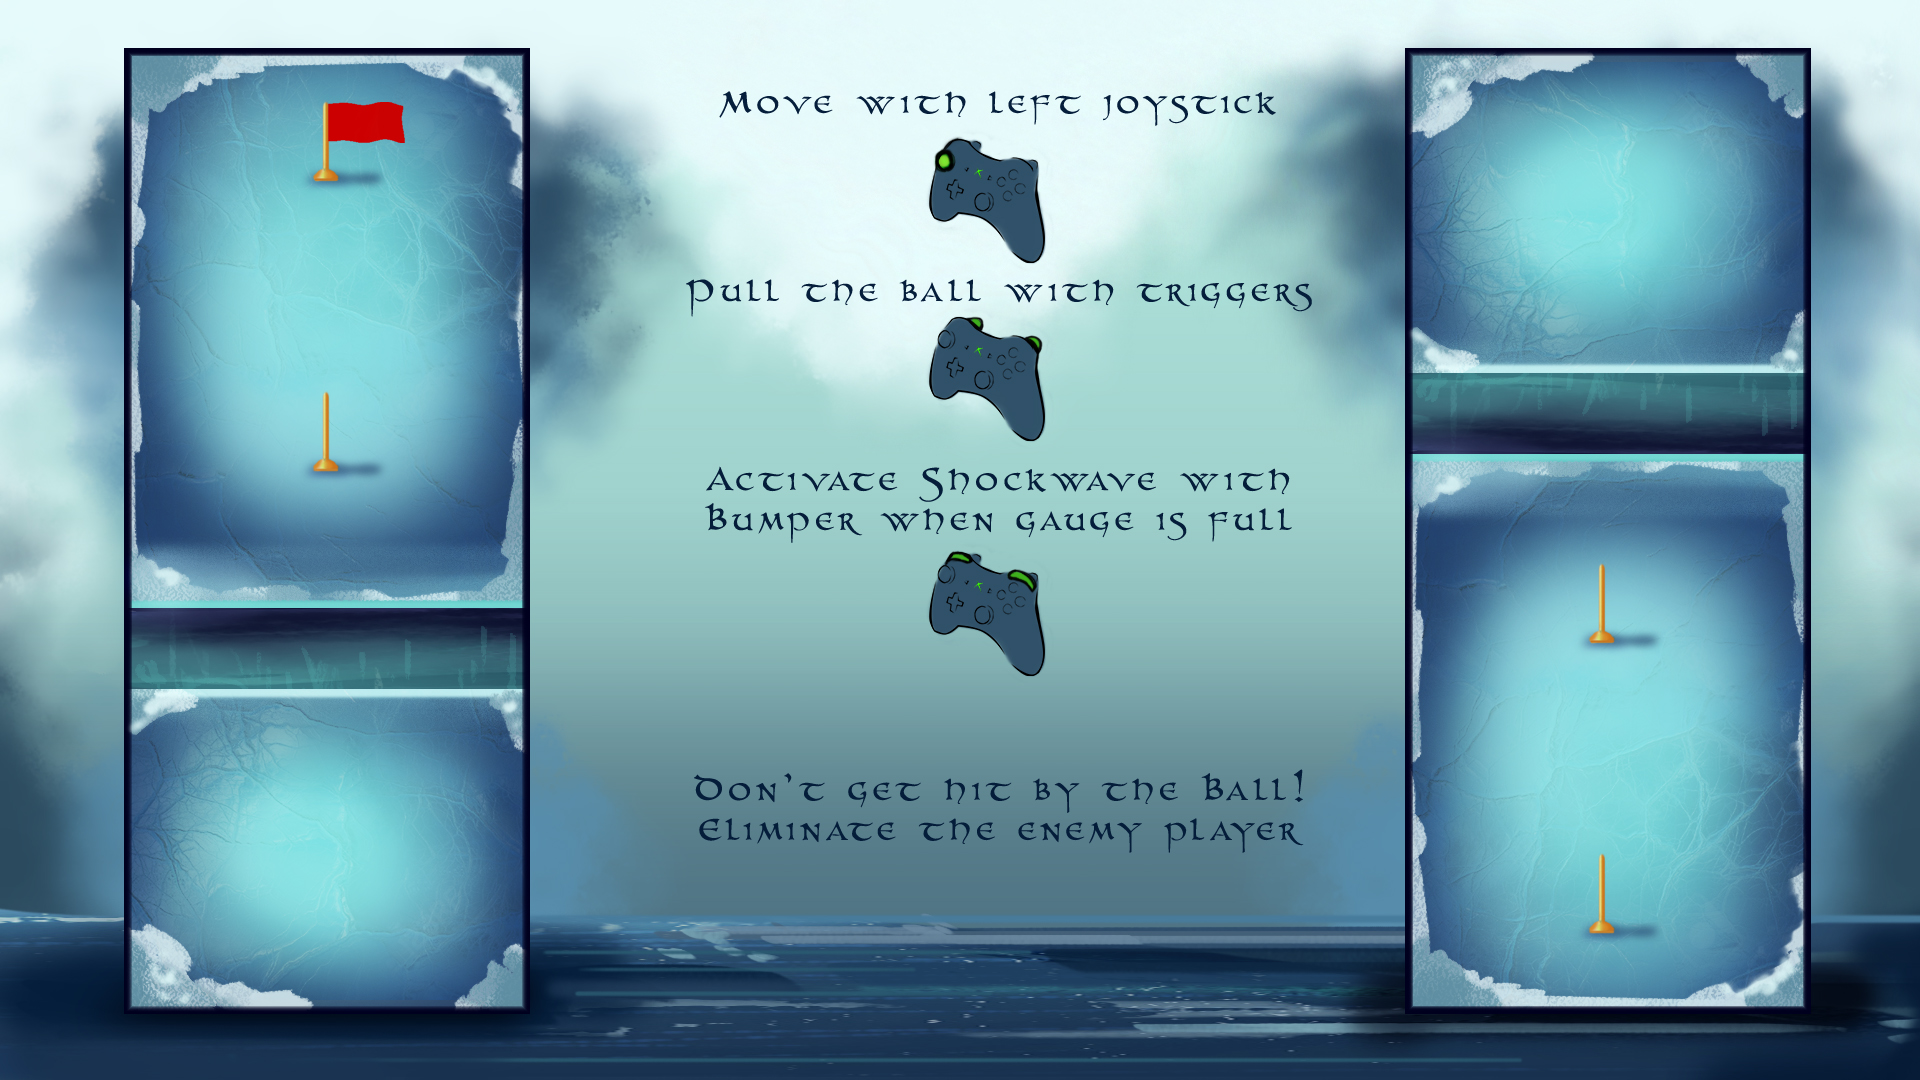 Move with left joystick
Pull the ball with triggers
Activate Shockwave with
Bumper when gauge is full
Don't get hit by the Ball!
Eliminate the enemy player